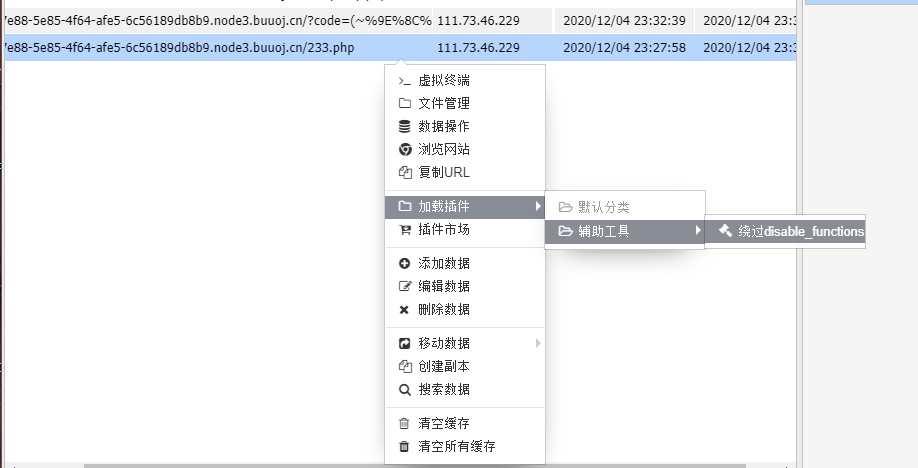 7e88-5e85-4f64-afe5-6c56189db8b9.node3.buuoj.cn/?code=(~%9E%8C% 111.73.46.229 2020/12/04 23:32:39 2020/12/04 23:3
7e88-5e85-4f64-afe5-6c56189db8b9.node3.buuoj.cn/233.php 111.73.46.229 2020/12/04 23:27:58 2020/12/04 23:3
虚拟终端
文件管理
数据操作
浏览网站
复制URL
加载插件
默认分类
插件市场
辅助工具
绕过disable_functions
添加数据
编辑数据
删除数据
移动数据
创建副本
搜索数据
清空缓存
清空所有缓存